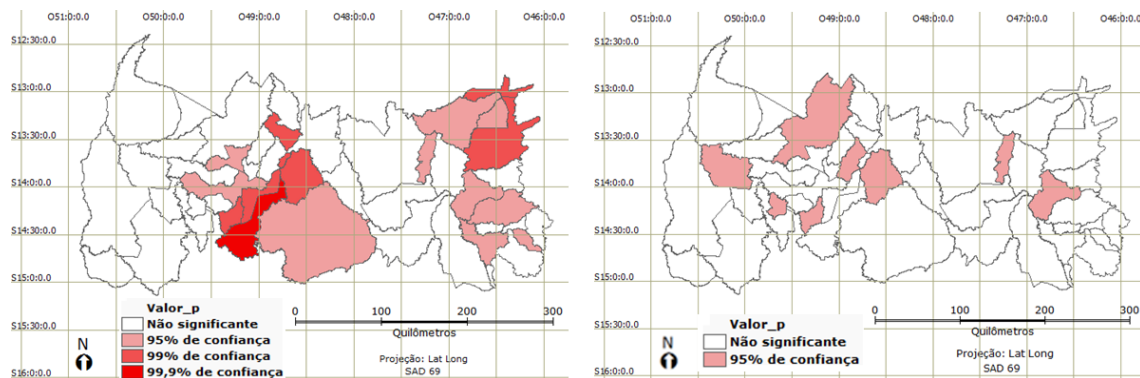 O51:0:0.0 O50:0:0.0 O49:0:0.0 O48:0:0.0 O47:0:0.0 O46:0:0.0
S12:30:0.0
S13:0:0.0
S13:30:0.0
S14:0:0.0
S14:30:0.0
S15:0:0.0
S15:30:0.0
S16:0:0.0
Valor_p
Não significante
95% de confiança
99% de confiança
99,9% de confiança
N
0 100 200 300
Quilômetros
Projeção: Lat Long
SAD 69
O51:0:0.0 O50:0:0.0 O49:0:0.0 O48:0:0.0 O47:0:0.0 O46:0:0.0
S12:30:0.0
S13:0:0.0
S13:30:0.0
S14:0:0.0
S14:30:0.0
S15:0:0.0
S15:30:0.0
S16:0:0.0
Valor_p
Não significante
95% de confiança
N
0 100 200 300
Quilômetros
Projeção: Lat Long
SAD 69